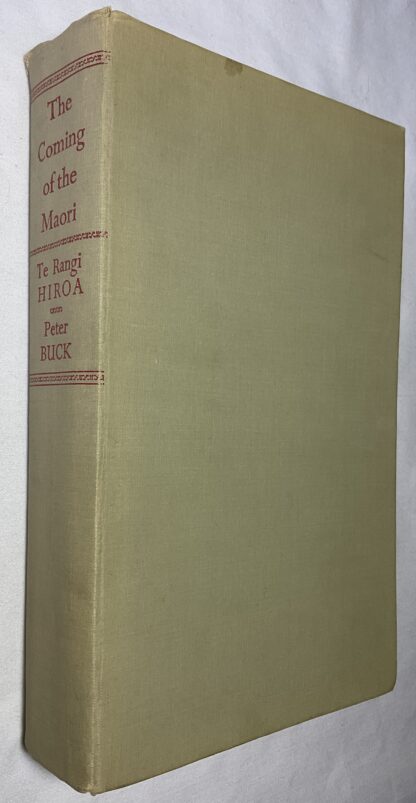 The
Coming
of the
Maori
Te Rangi
HIROA
Peter
BUCK